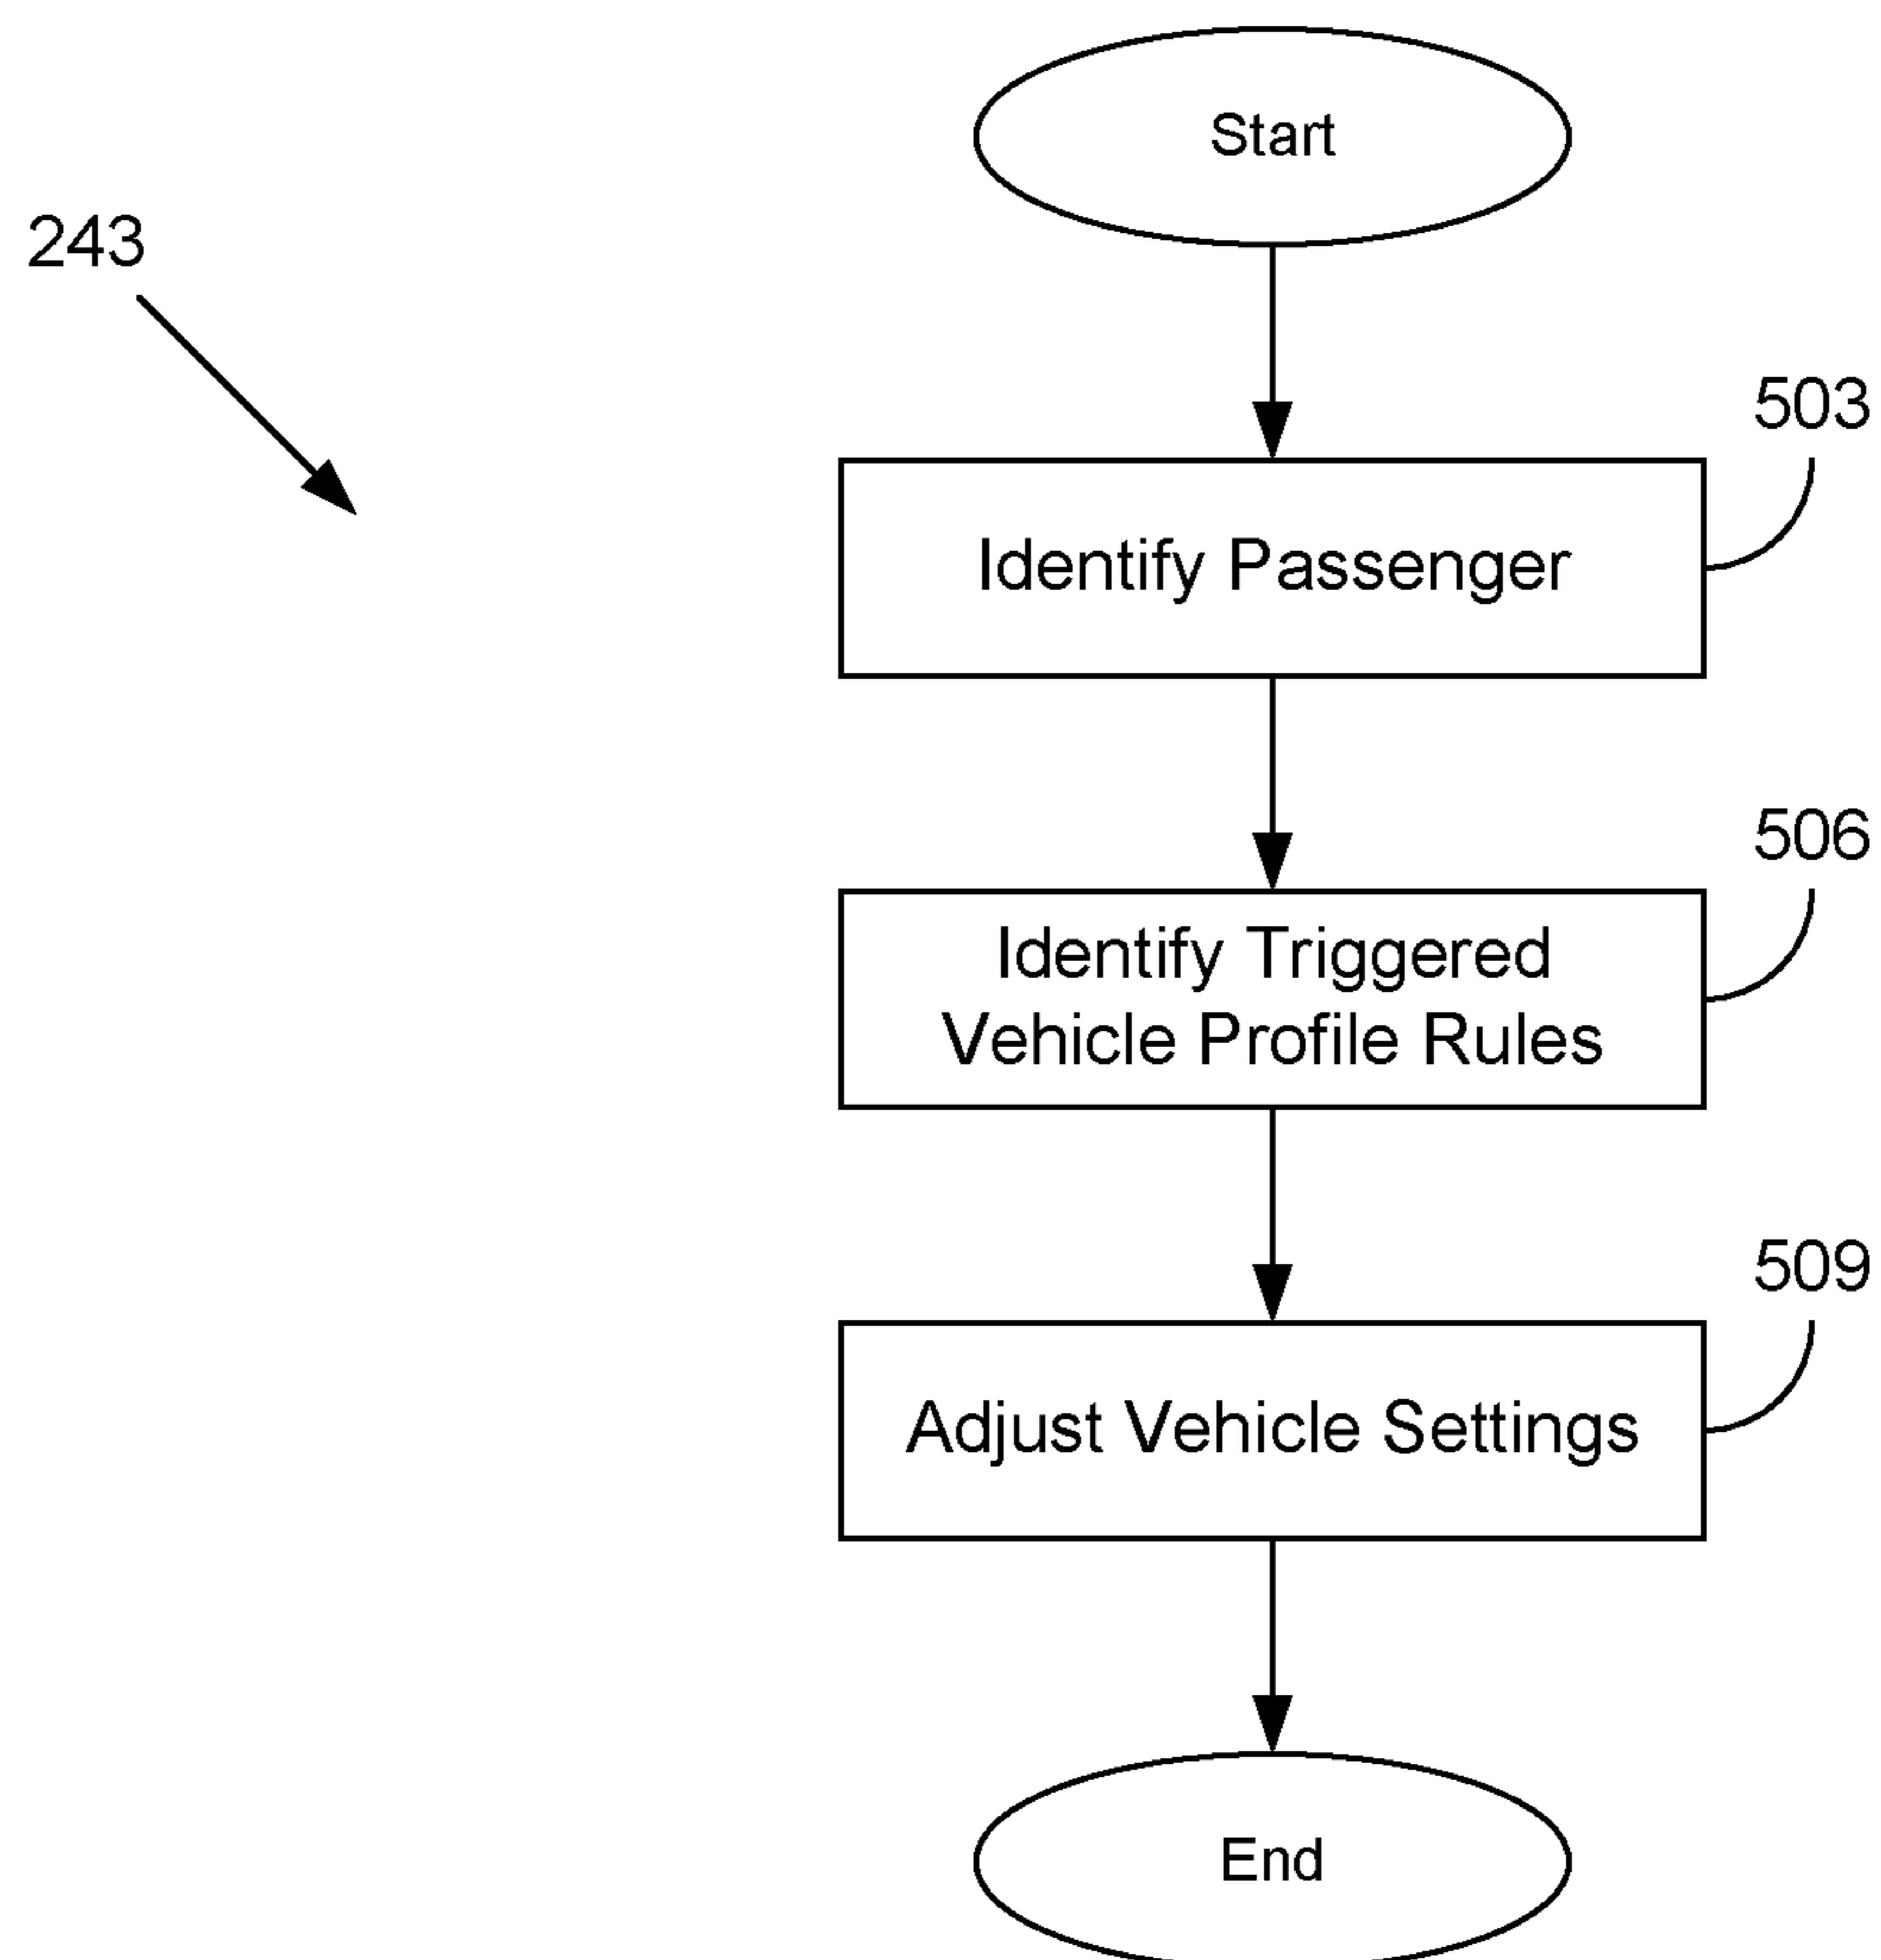 Start
243
503
Identify Passenger
506
Identify Triggered
Vehicle Profile Rules
509
Adjust Vehicle Settings
End